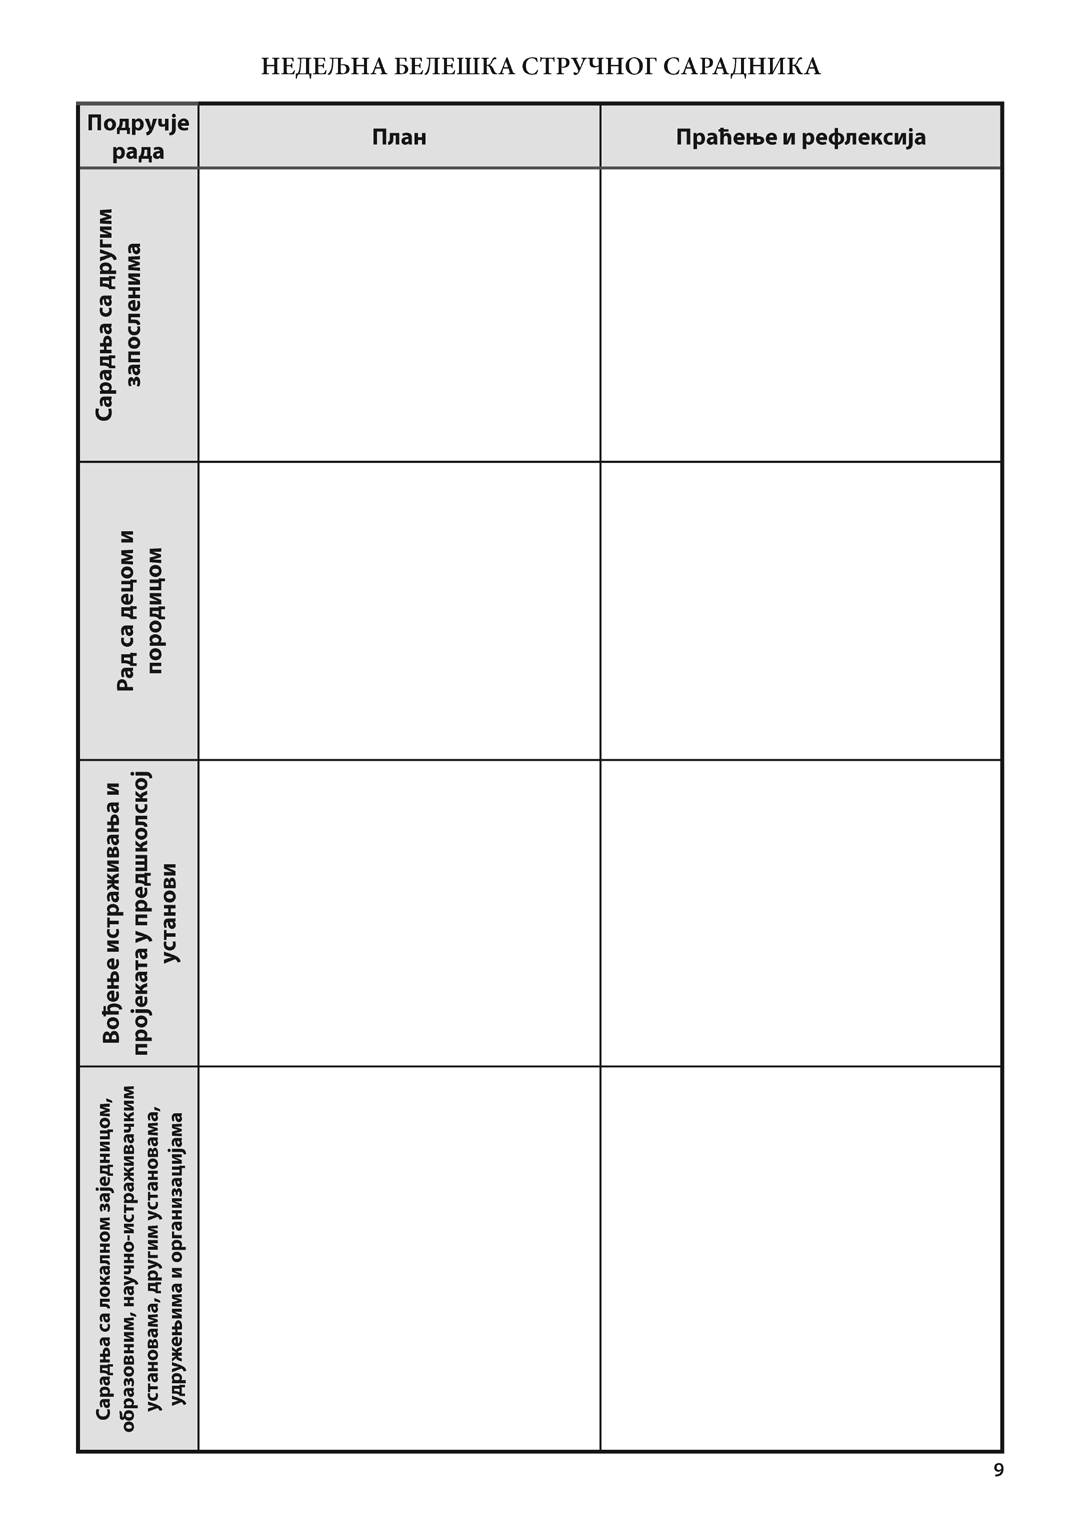 НЕДЕЉНА БЕЛЕШКА СТРУЧНОГ САРАДНИКА
Подручје
рада
План
Праћење и рефлексија
Сарадња са другим
запосленима
Рад са децом и
породицом
Вођење истраживања и
пројеката у предшколској
установи
Сарадња са локалном заједницом,
образовним, научно-истраживачким
установама, другим установама,
удружењима и организацијама
9